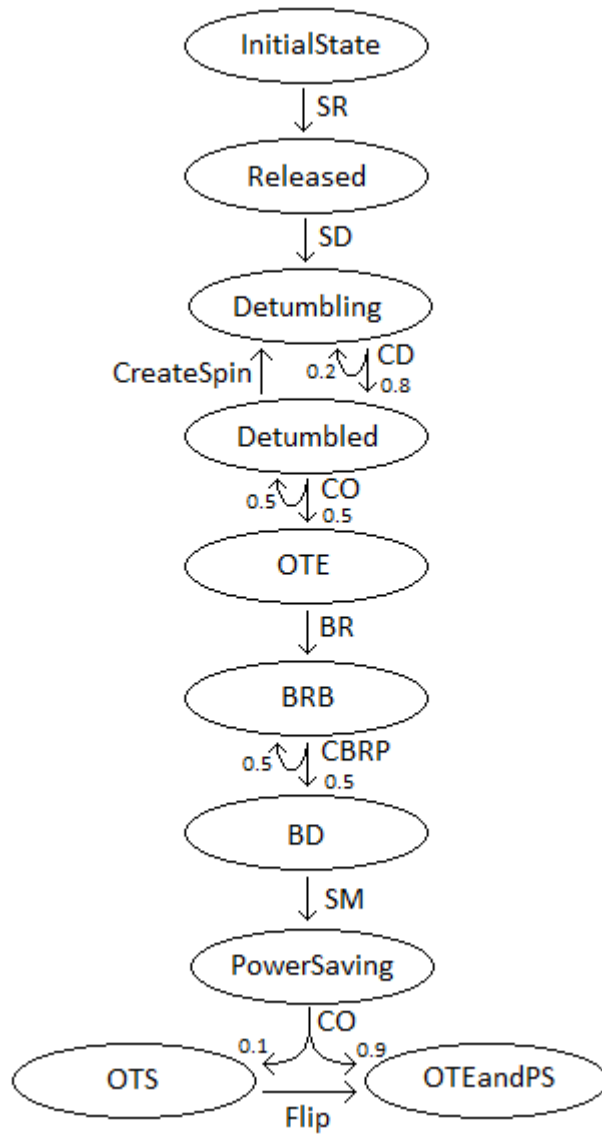 InitialState
SR
Released
SD
Detumbling
CreateSpin
0.2
CD
0.8
Detumbled
0.5
CO
0.5
OTE
BR
BRB
0.5
CBRP
0.5
BD
SM
PowerSaving
CO
0.1
0.9
OTS
OTEandPS
Flip